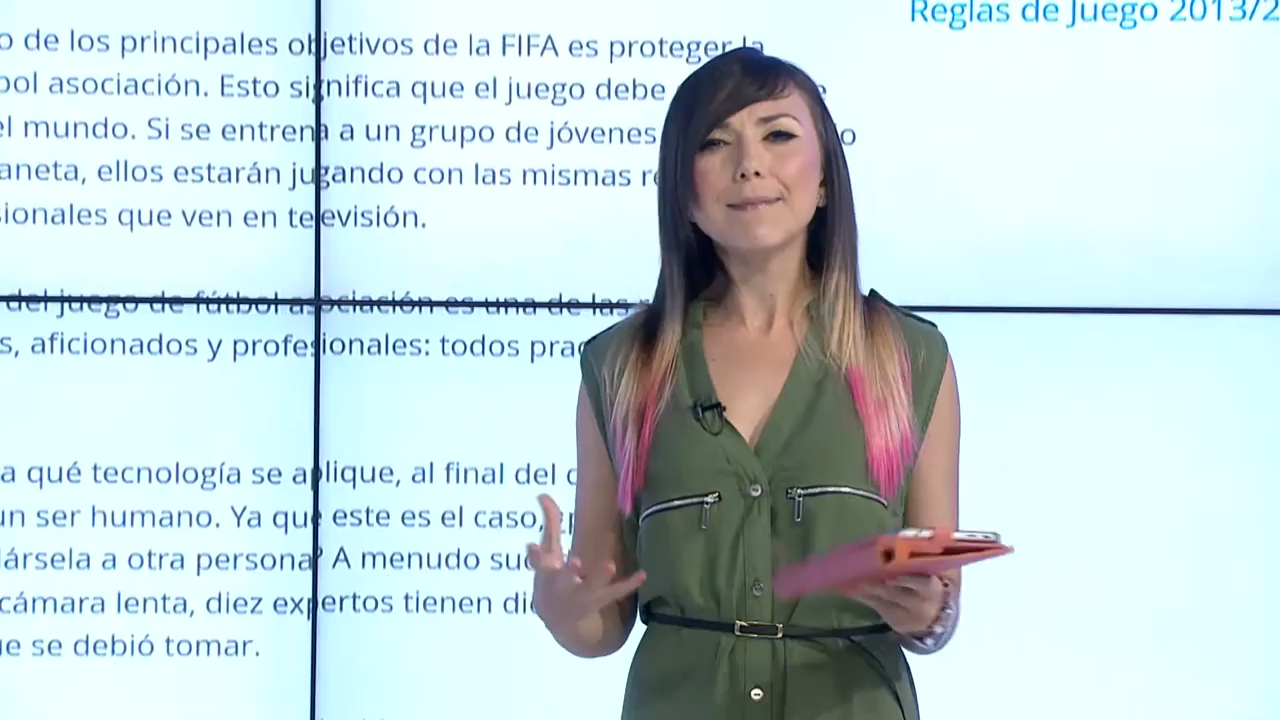 Reglas de Juego 2013/2
o de los principales objetivos de la FIFA es proteger la
bol asociación. Esto significa que el juego debe
el mundo. Si se entrena a un grupo de jóvenes
aneta, ellos estarán jugando con las mismas
sionales que ven en televisión.
del juego de fútbol asociación es una de las
s, aficionados y profesionales: todos
a qué tecnología se aplique, al final del
un ser humano. Ya que este es el caso,
dársela a otra persona? A menudo
cámara lenta, diez expertos tienen
ue se debió tomar.